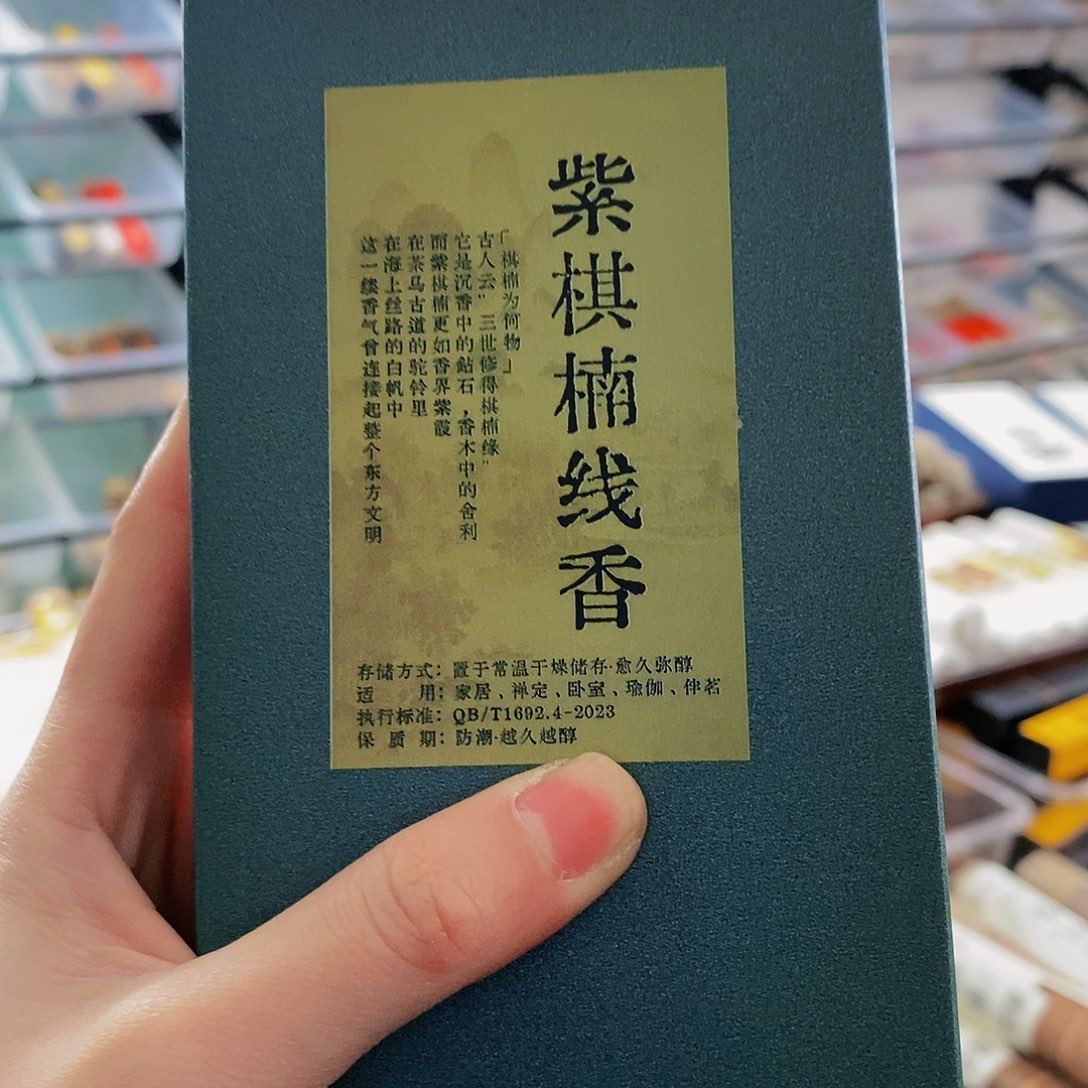 紫棋楠线香
「棋楠为何物」
古人云"三世修得棋楠缘"
它是沉香中的鉆石，香木中的舍利
而紫棋楠更如香界紫霞
在茶马古道的驼铃里
在海上丝路的白帆中
这一缕香气曾连接起整个东方文明
存储方式：置于常温干燥储存·愈久弥醇
适 用：家居、禅定、卧室、瑜伽、伴茗
执行标准：QB/T1692.4-2023
保 质 期：防潮·越久越醇